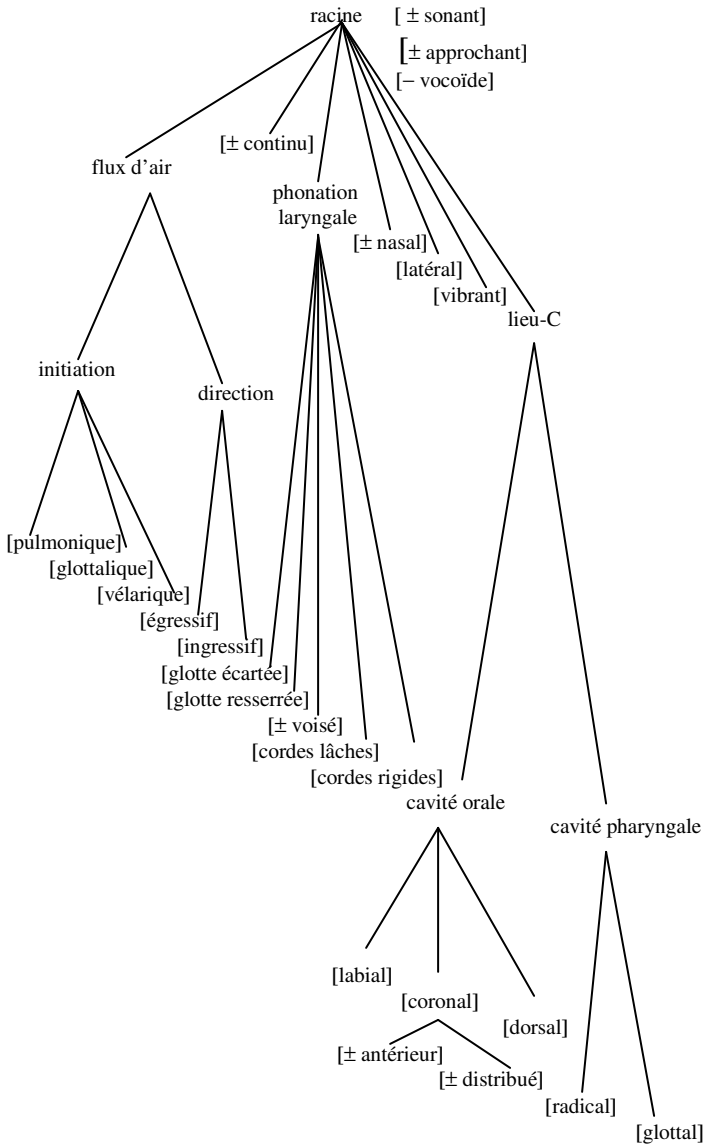 racine [ ± sonant]
[± approchant]
[− vocoïde]
[± continu]
flux d'air
phonation
laryngale
[± nasal]
[latéral]
[vibrant]
lieu-C
initiation
direction
[pulmonique]
[glottalique]
[vélarique]
[égressif]
[ingressif]
[glotte écartée]
[glotte resserrée]
[± voisé]
[cordes lâches]
[cordes rigides]
cavité orale
cavité pharyngale
[labial]
[coronal]
[dorsal]
[± antérieur]
[± distribué]
[radical]
[glottal]